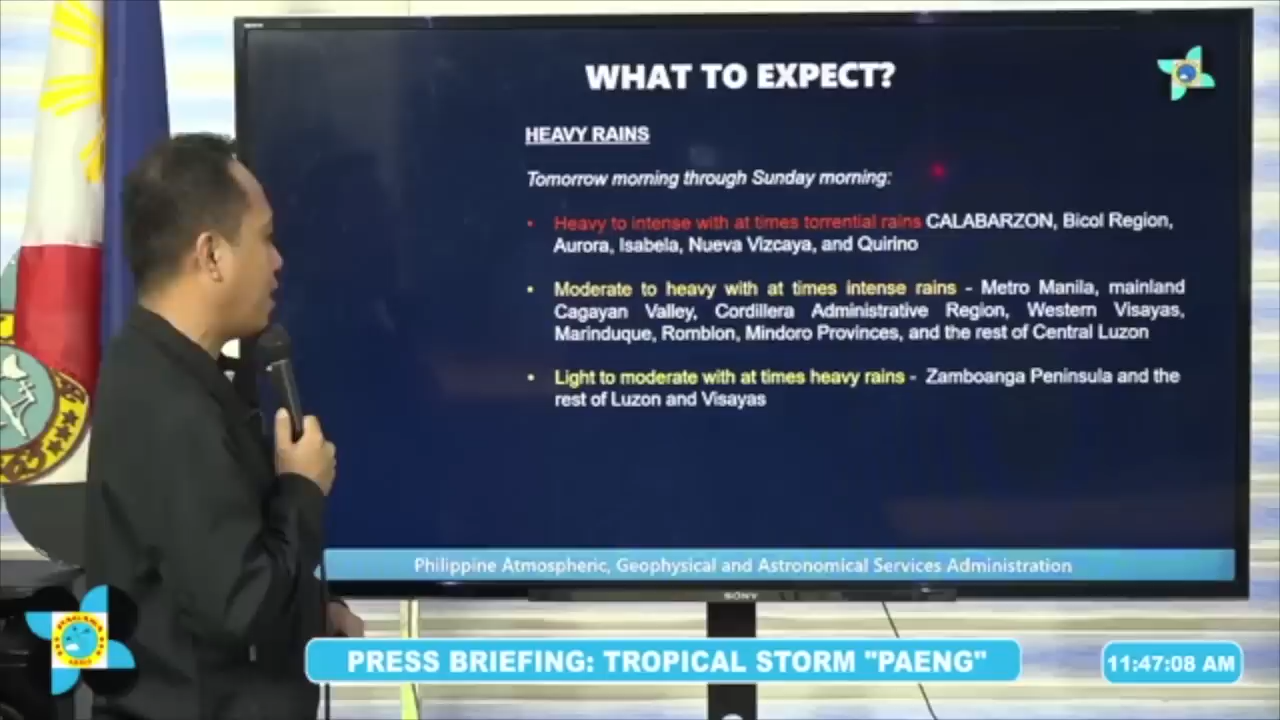 WHAT TO EXPECT?
HEAVY RAINS
Tomorrow morning through Sunday morning:
• Heavy to intense with at times torrential rains CALABARZON, Bicol Region,
Aurora, Isabela, Nueva Vizcaya, and Quirino
• Moderate to heavy with at times intense rains - Metro Manila, mainland
Cagayan Valley, Cordillera Administrative Region, Western Visayas,
Marinduque, Romblon, Mindoro Provinces, and the rest of Central Luzon
• Light to moderate with at times heavy rains - Zamboanga Peninsula and the
rest of Luzon and Visayas
Philippine Atmospheric, Geophysical and Astronomical Services Administration
SONY
PRESS BRIEFING: TROPICAL STORM "PAENG"
11:47:08 AM